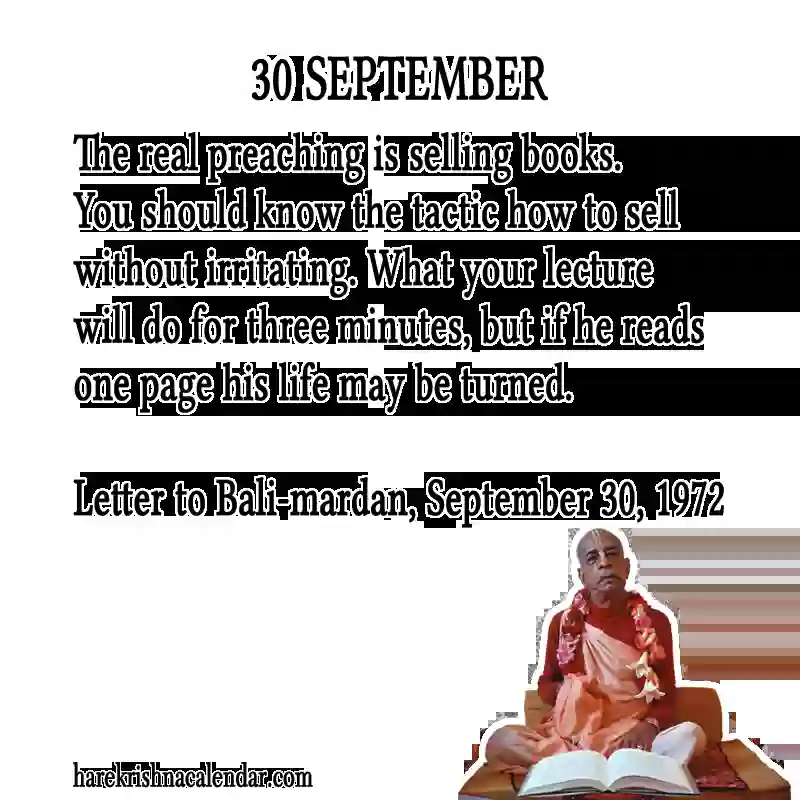 30 SEPTEMBER
The real preaching is selling books.
You should know the tactic how to sell
without irritating. What your lecture
will do for three minutes, but if he reads
one page his life may be turned.
Letter to Bali-mardan, September 30, 1972
harekrishnacalendar.com